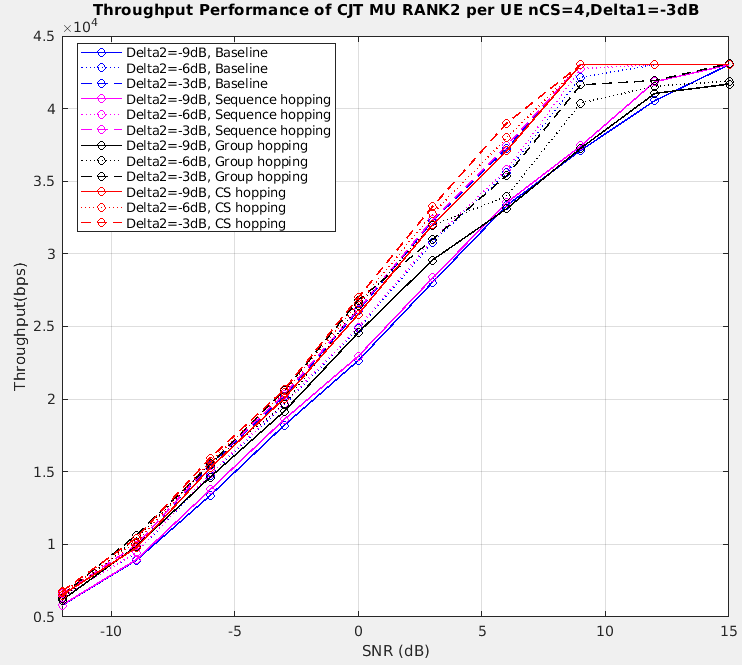 Throughput Performance of CJT MU RANK2 per UE nCS=4,Delta1=-3dB
×10^4
4.5
4
3.5
3
2.5
2
1.5
1
0.5
Throughput(bps)
Delta2=-9dB, Baseline
Delta2=-6dB, Baseline
Delta2=-3dB, Baseline
Delta2=-9dB, Sequence hopping
Delta2=-6dB, Sequence hopping
Delta2=-3dB, Sequence hopping
Delta2=-9dB, Group hopping
Delta2=-6dB, Group hopping
Delta2=-3dB, Group hopping
Delta2=-9dB, CS hopping
Delta2=-6dB, CS hopping
Delta2=-3dB, CS hopping
-10 -5 0 5 10 15
SNR (dB)